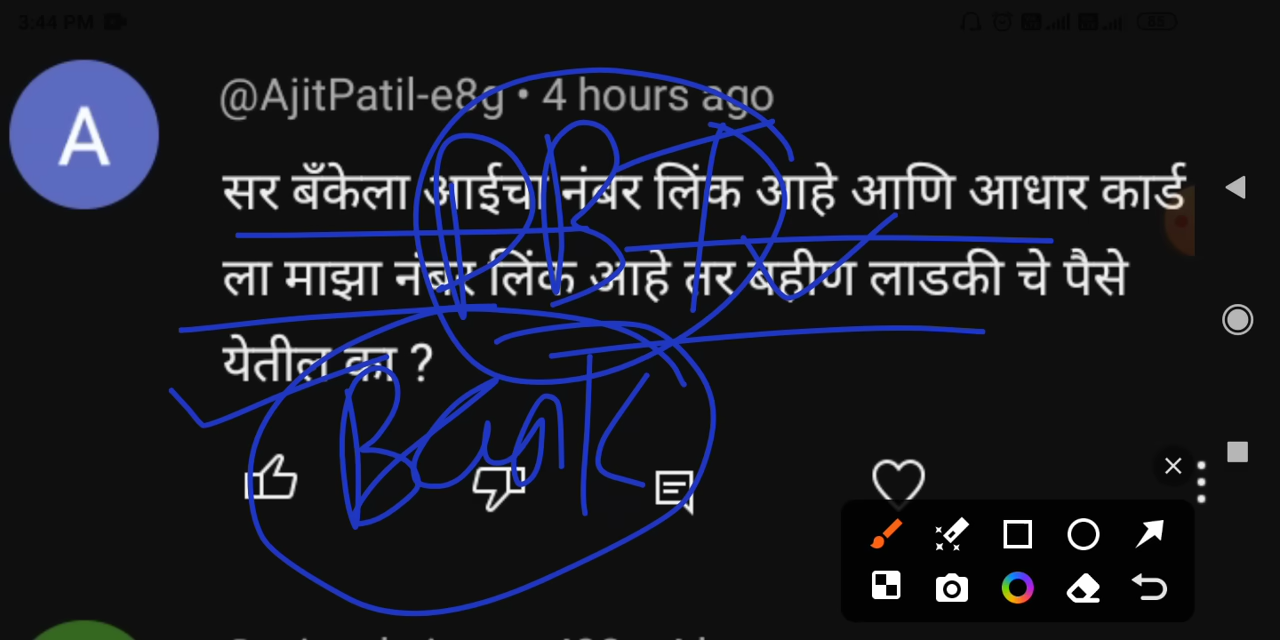 3:44 PM
@AjitPatil-e8g • 4 hours ago
सर बँकेला आईचा नंबर लिंक आहे आणि आधार कार्ड
ला माझा नंबर लिंक आहे तर बहीण लाडकी चे पैसे
येतील का ?
DBT
Bank
A